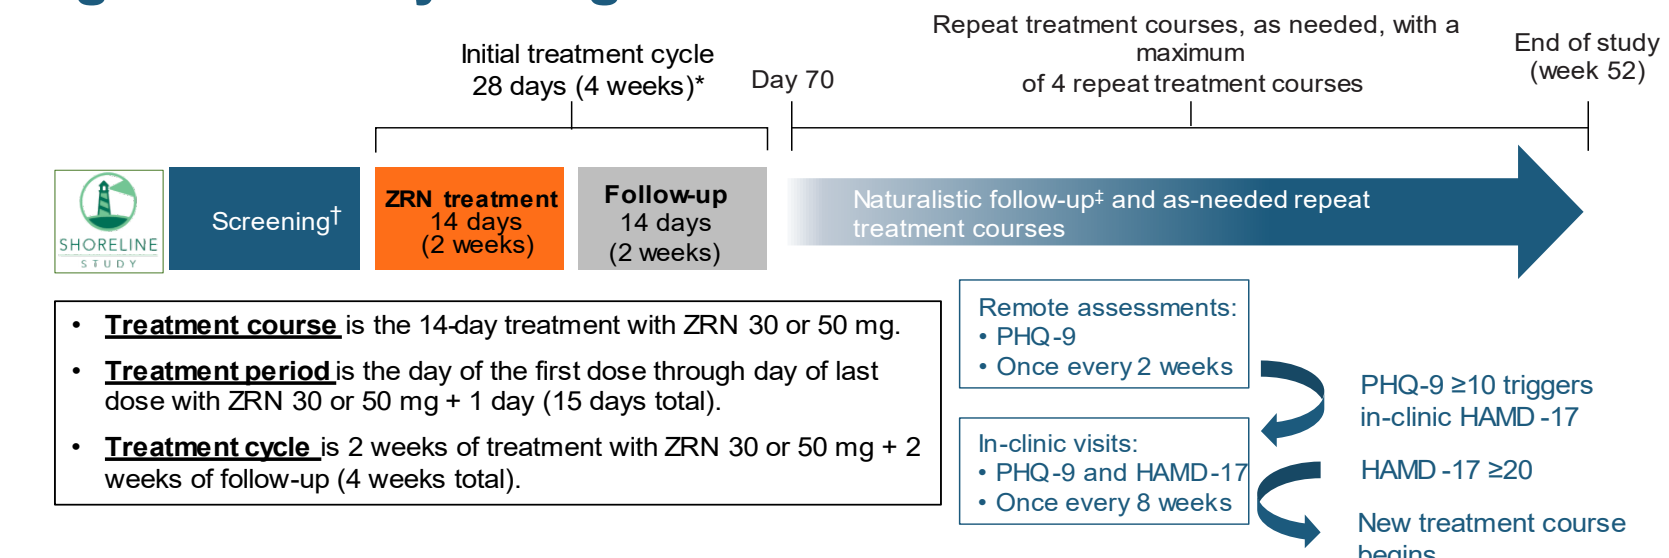 Initial treatment cycle
28 days (4 weeks)*
Day 70
Repeat treatment courses, as needed, with a
maximum
of 4 repeat treatment courses
End of study
(week 52)
SHORELINE
STUDY
Screening†
ZRN treatment
14 days
(2 weeks)
Follow-up
14 days
(2 weeks)
Naturalistic follow-up‡ and as-needed repeat
treatment courses
• Treatment course is the 14-day treatment with ZRN 30 or 50 mg.
• Treatment period is the day of the first dose through day of last
dose with ZRN 30 or 50 mg + 1 day (15 days total).
• Treatment cycle is 2 weeks of treatment with ZRN 30 or 50 mg + 2
weeks of follow-up (4 weeks total).
Remote assessments:
• PHQ-9
• Once every 2 weeks
PHQ-9 ≥10 triggers
in-clinic HAMD-17
In-clinic visits:
• PHQ-9 and HAMD-17
• Once every 8 weeks
HAMD-17 ≥20
New treatment course
begins